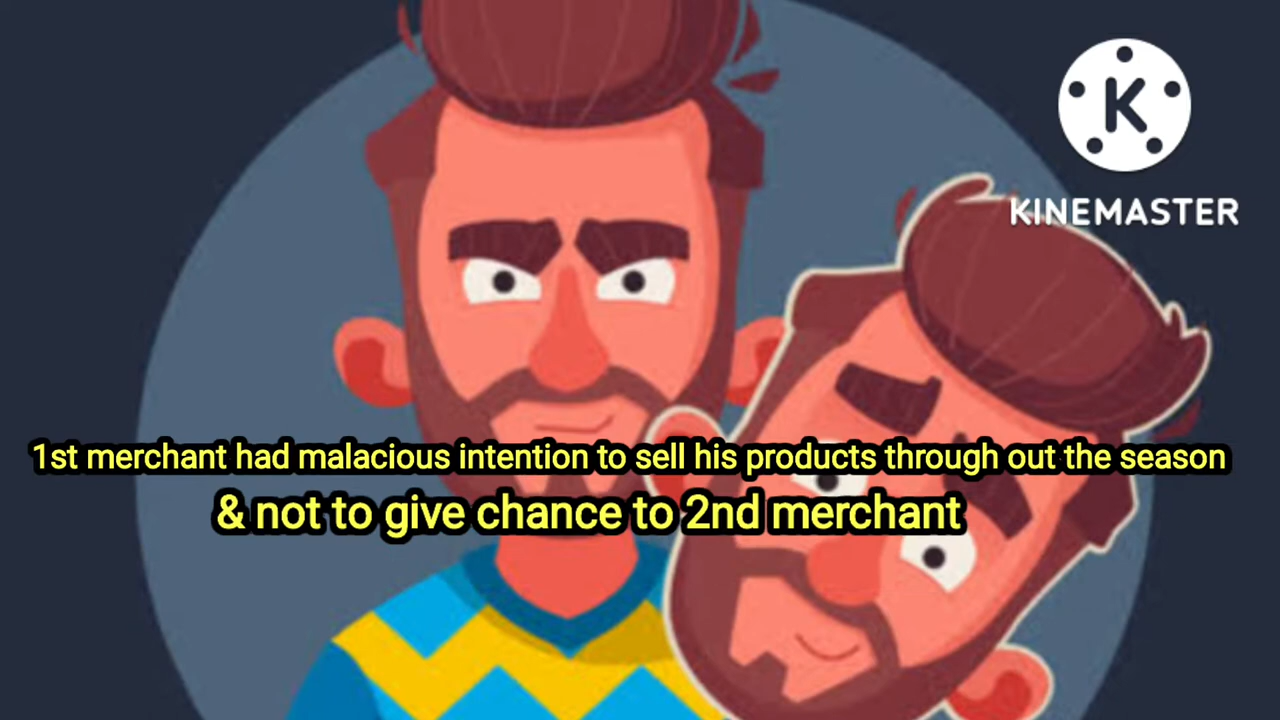 K
KINEMASTER
1st merchant had malacious intention to sell his products through out the season
& not to give chance to 2nd merchant